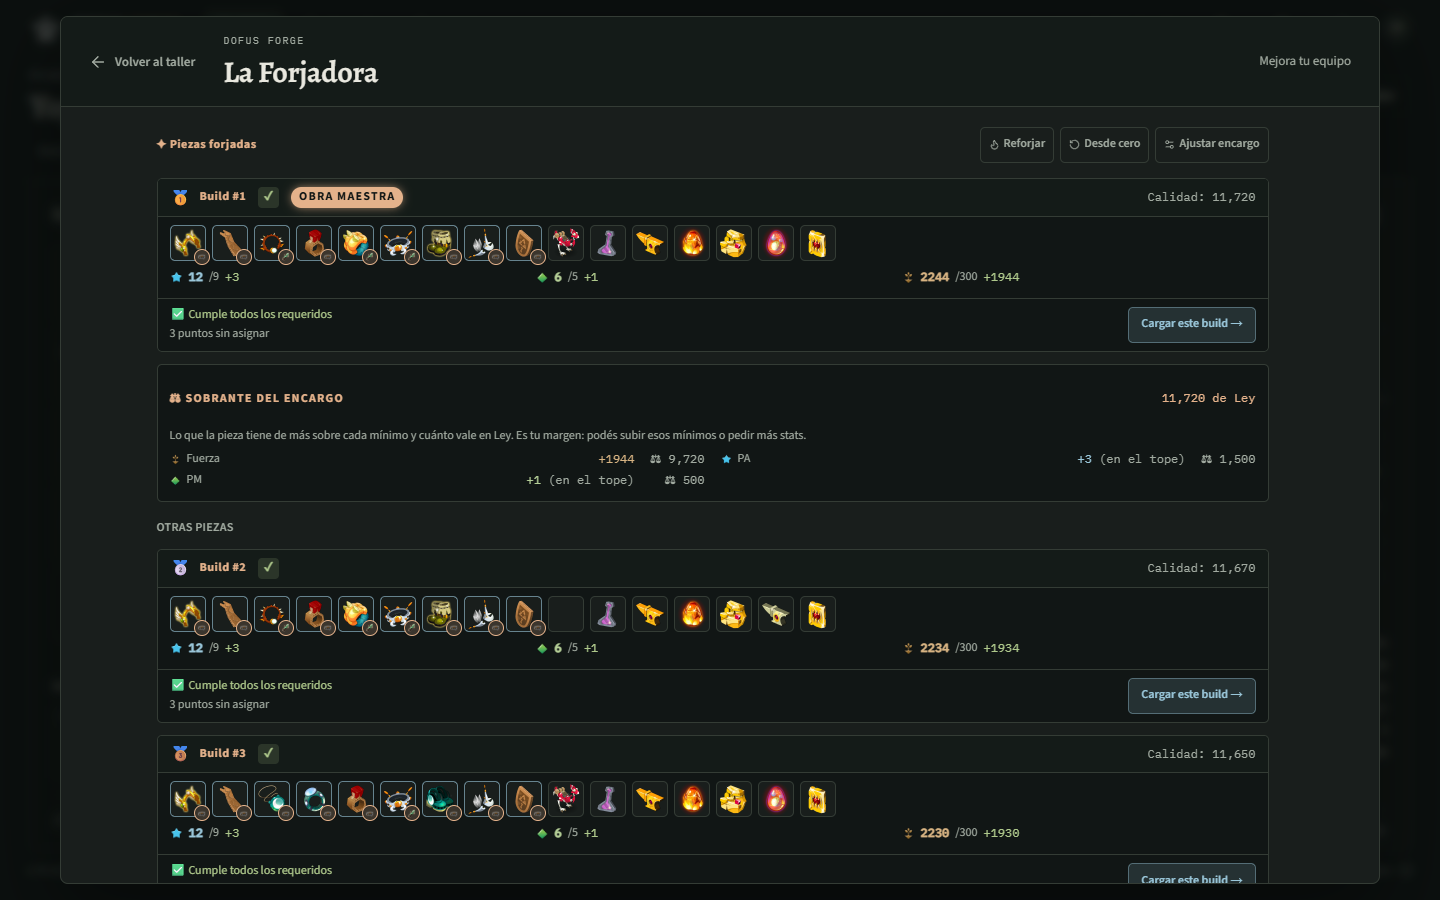 DOFUS FORGE
← Volver al taller
La Forjadora
Mejora tu equipo
✦ Piezas forjadas
Reforjar
Desde cero
Ajustar encargo
Build #1 ✓ OBRA MAESTRA
Calidad: 11,720
12 /9 +3
6 /5 +1
2244 /300 +1944
✅ Cumple todos los requeridos
3 puntos sin asignar
Cargar este build →
SOBRANTE DEL ENCARGO
11,720 de Ley
Lo que la pieza tiene de más sobre cada mínimo y cuánto vale en Ley. Es tu margen: podés subir esos mínimos o pedir más stats.
Fuerza +1944 9,720
PA +3 (en el tope) 1,500
PM +1 (en el tope) 500
OTRAS PIEZAS
Build #2 ✓
Calidad: 11,670
12 /9 +3
6 /5 +1
2234 /300 +1934
✅ Cumple todos los requeridos
3 puntos sin asignar
Cargar este build →
Build #3 ✓
Calidad: 11,650
12 /9 +3
6 /5 +1
2230 /300 +1930
✅ Cumple todos los requeridos
Cargar este build →